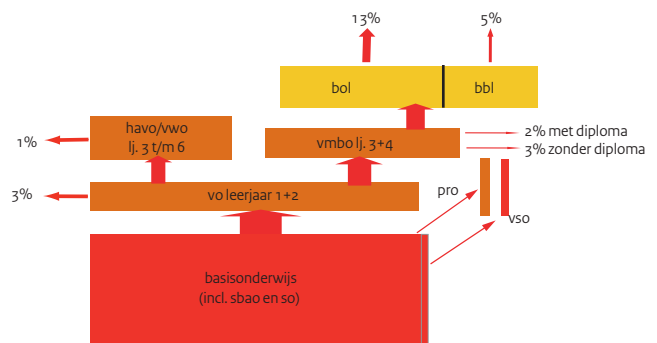 13%
5%
bol
bbl
havo/vwo
lj. 3 t/m 6
1%
vmbo lj. 3+4
2% met diploma
3% zonder diploma
3%
vo leerjaar 1+2
pro
vso
basisonderwijs
(incl. sbao en so)